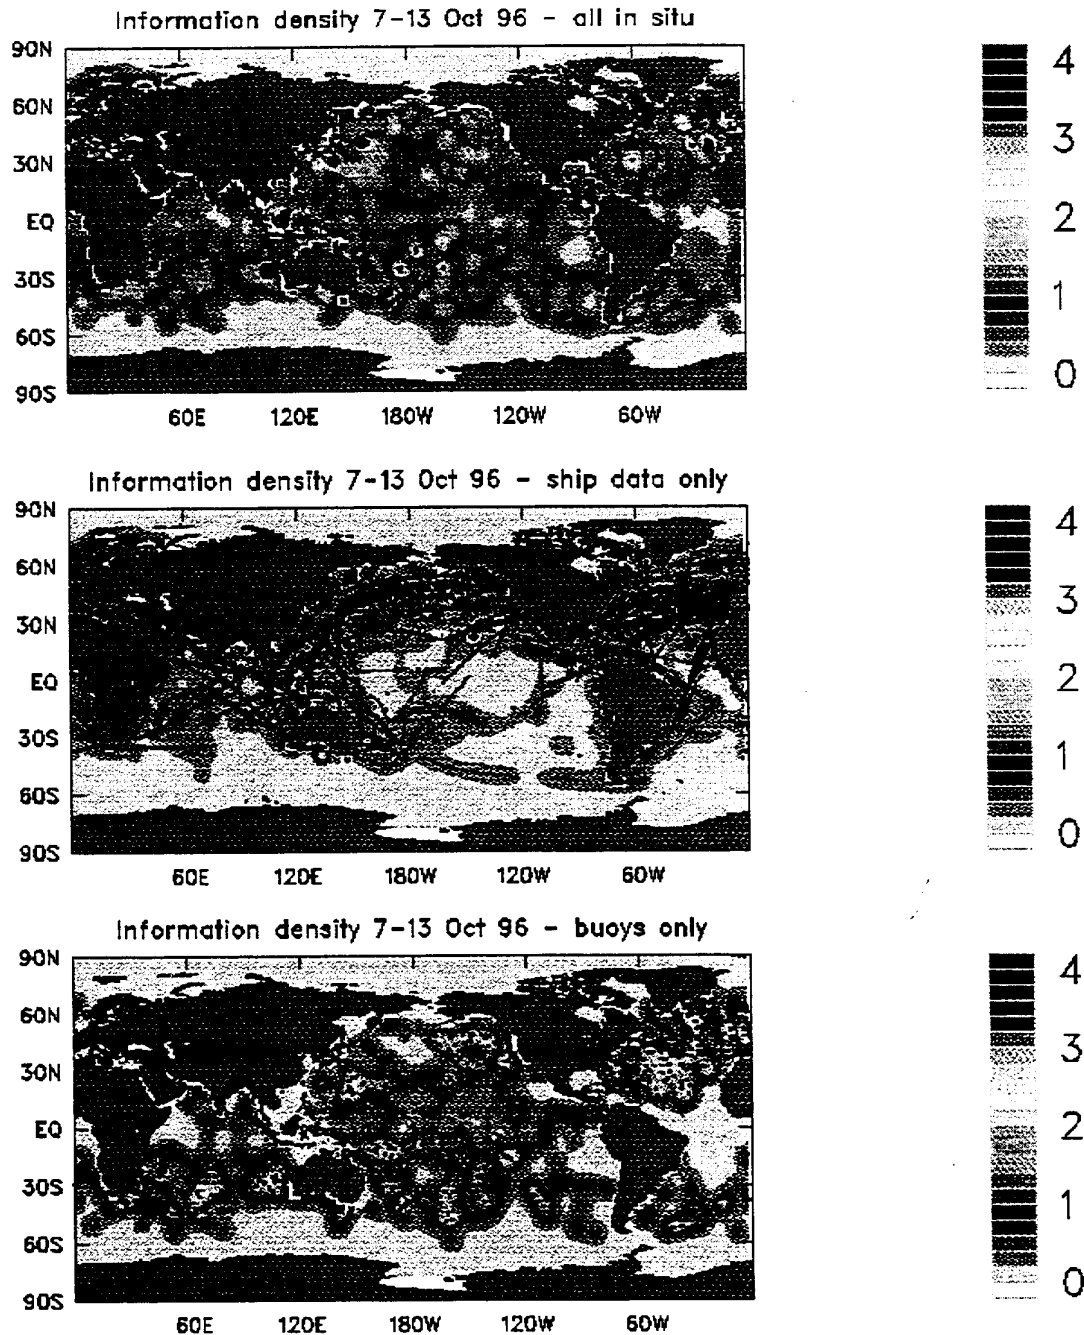 Information density 7-13 Oct 96 - all in situ
90N
60N
30N
EQ
30S
60S
90S
60E 120E 180W 120W 60W
4
3
2
1
0
Information density 7-13 Oct 96 - ship data only
90N
60N
30N
EQ
30S
60S
90S
60E 120E 180W 120W 60W
4
3
2
1
0
Information density 7-13 Oct 96 - buoys only
90N
60N
30N
EQ
30S
60S
90S
60E 120E 180W 120W 60W
4
3
2
1
0